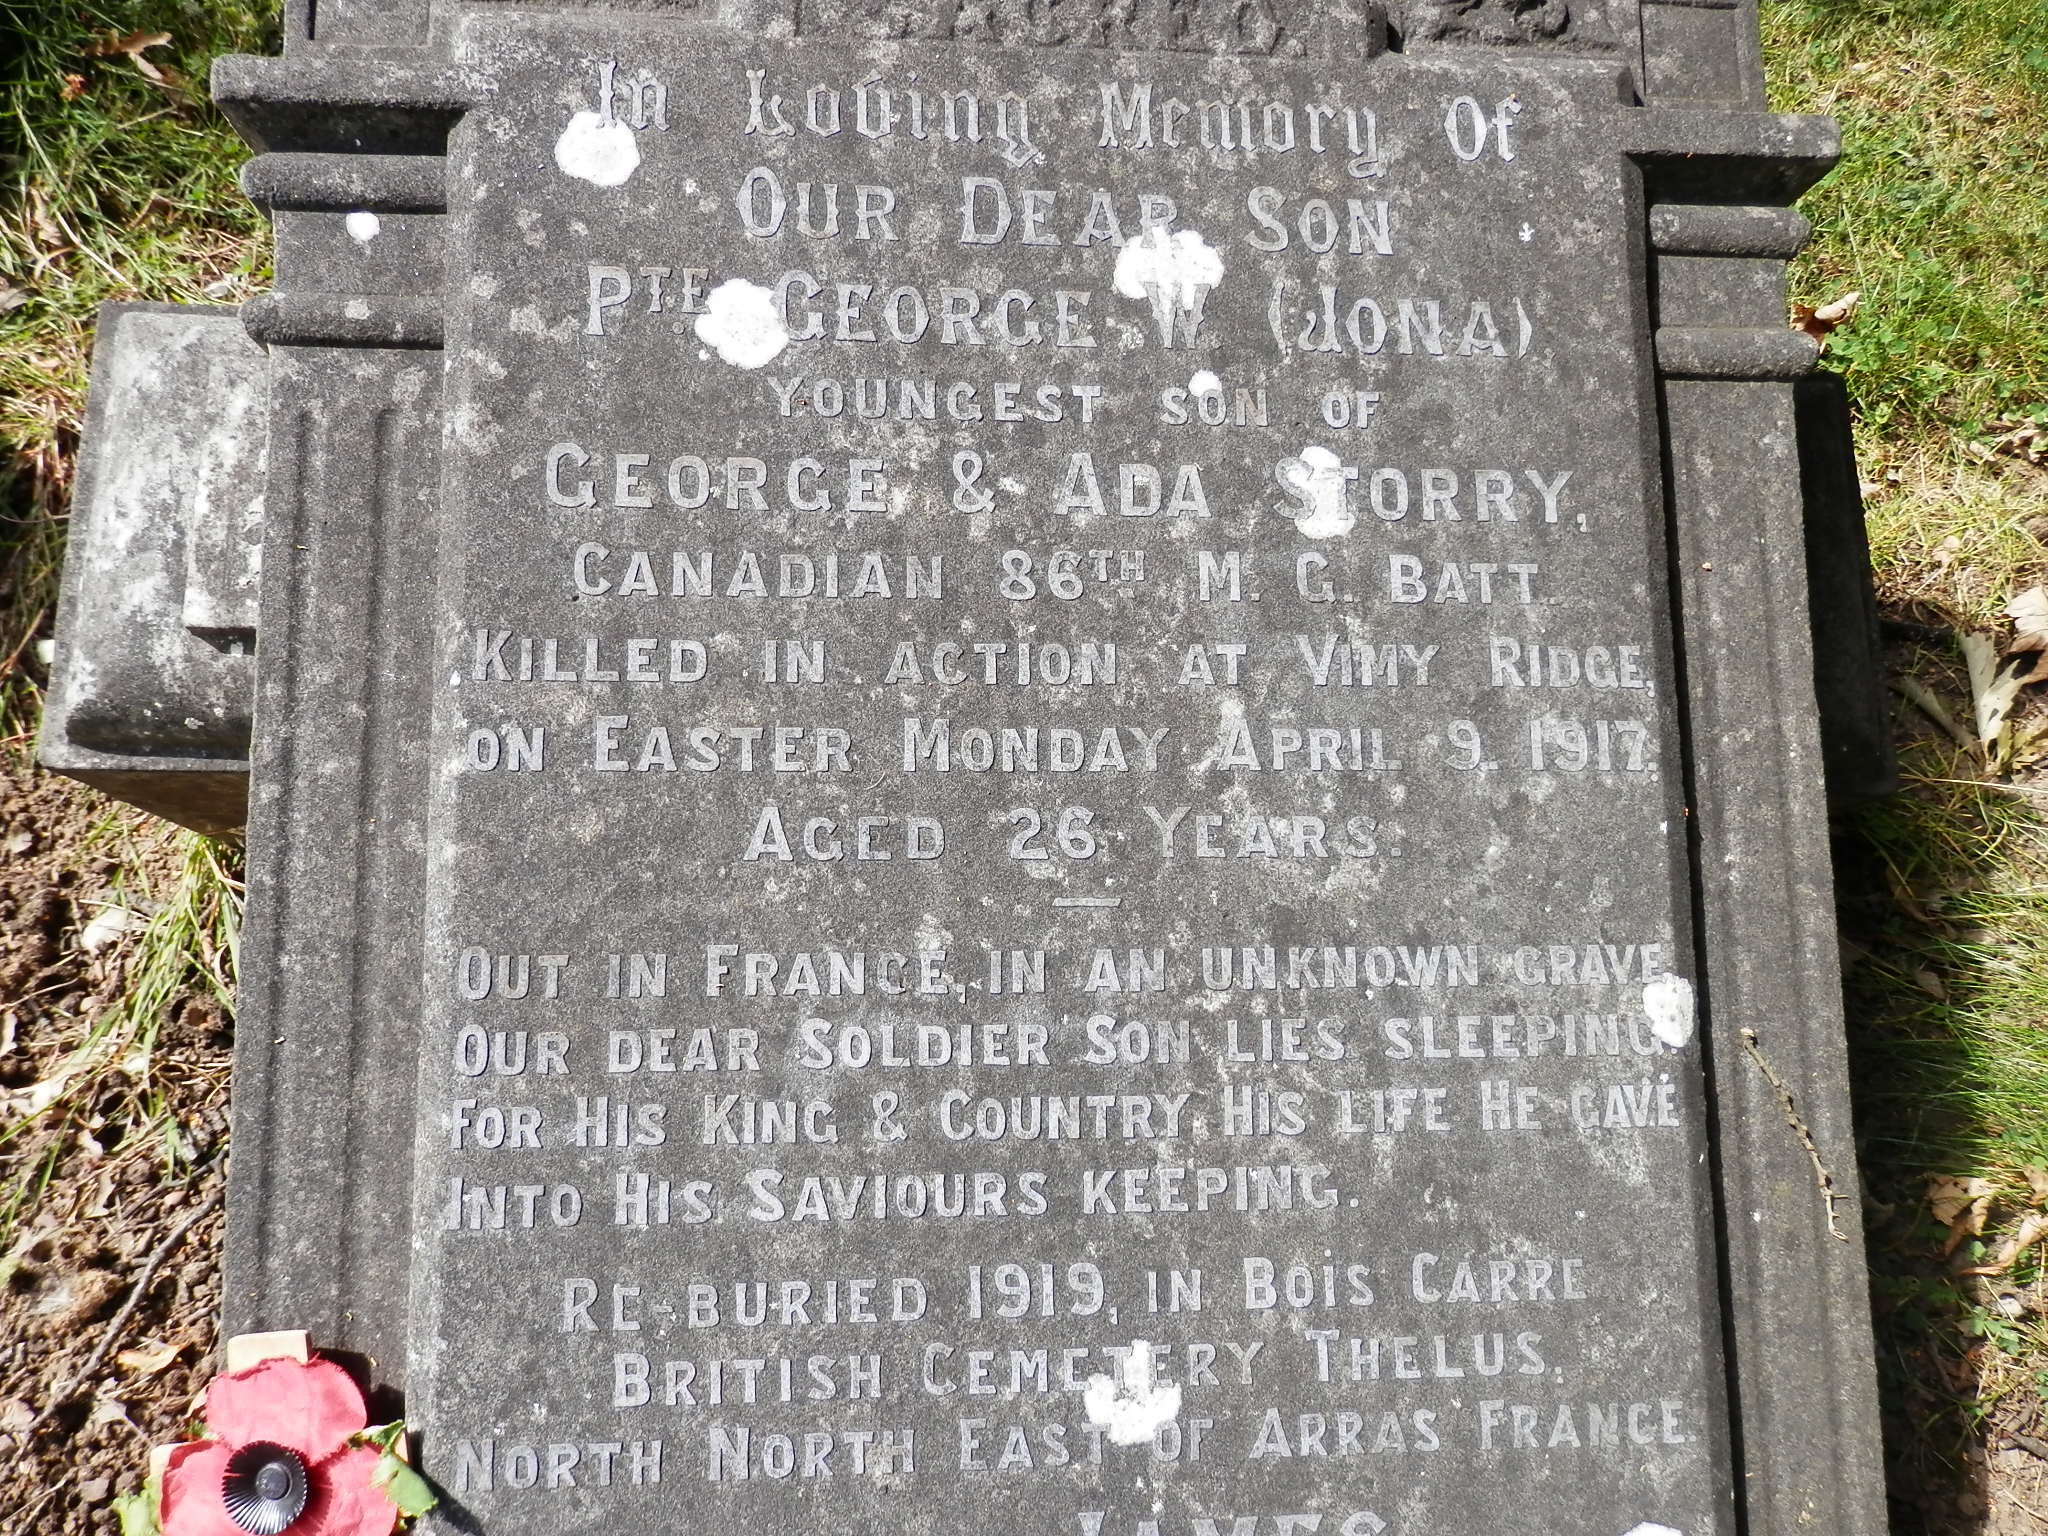 In Loving Memory Of
OUR DEAR SON
PTE GEORGE W. (JONA)
YOUNGEST SON OF
GEORGE & ADA STORRY,
CANADIAN 86TH M. G. BATT.
KILLED IN ACTION AT VIMY RIDGE,
ON EASTER MONDAY APRIL 9. 1917.
AGED 26 YEARS.
OUT IN FRANCE, IN AN UNKNOWN GRAVE
OUR DEAR SOLDIER SON LIES SLEEPING.
FOR HIS KING & COUNTRY HIS LIFE HE GAVE
INTO HIS SAVIOURS KEEPING.
RE-BURIED 1919, IN BOIS CARRE
BRITISH CEMETERY THELUS.
NORTH NORTH EAST OF ARRAS FRANCE.
JAMES